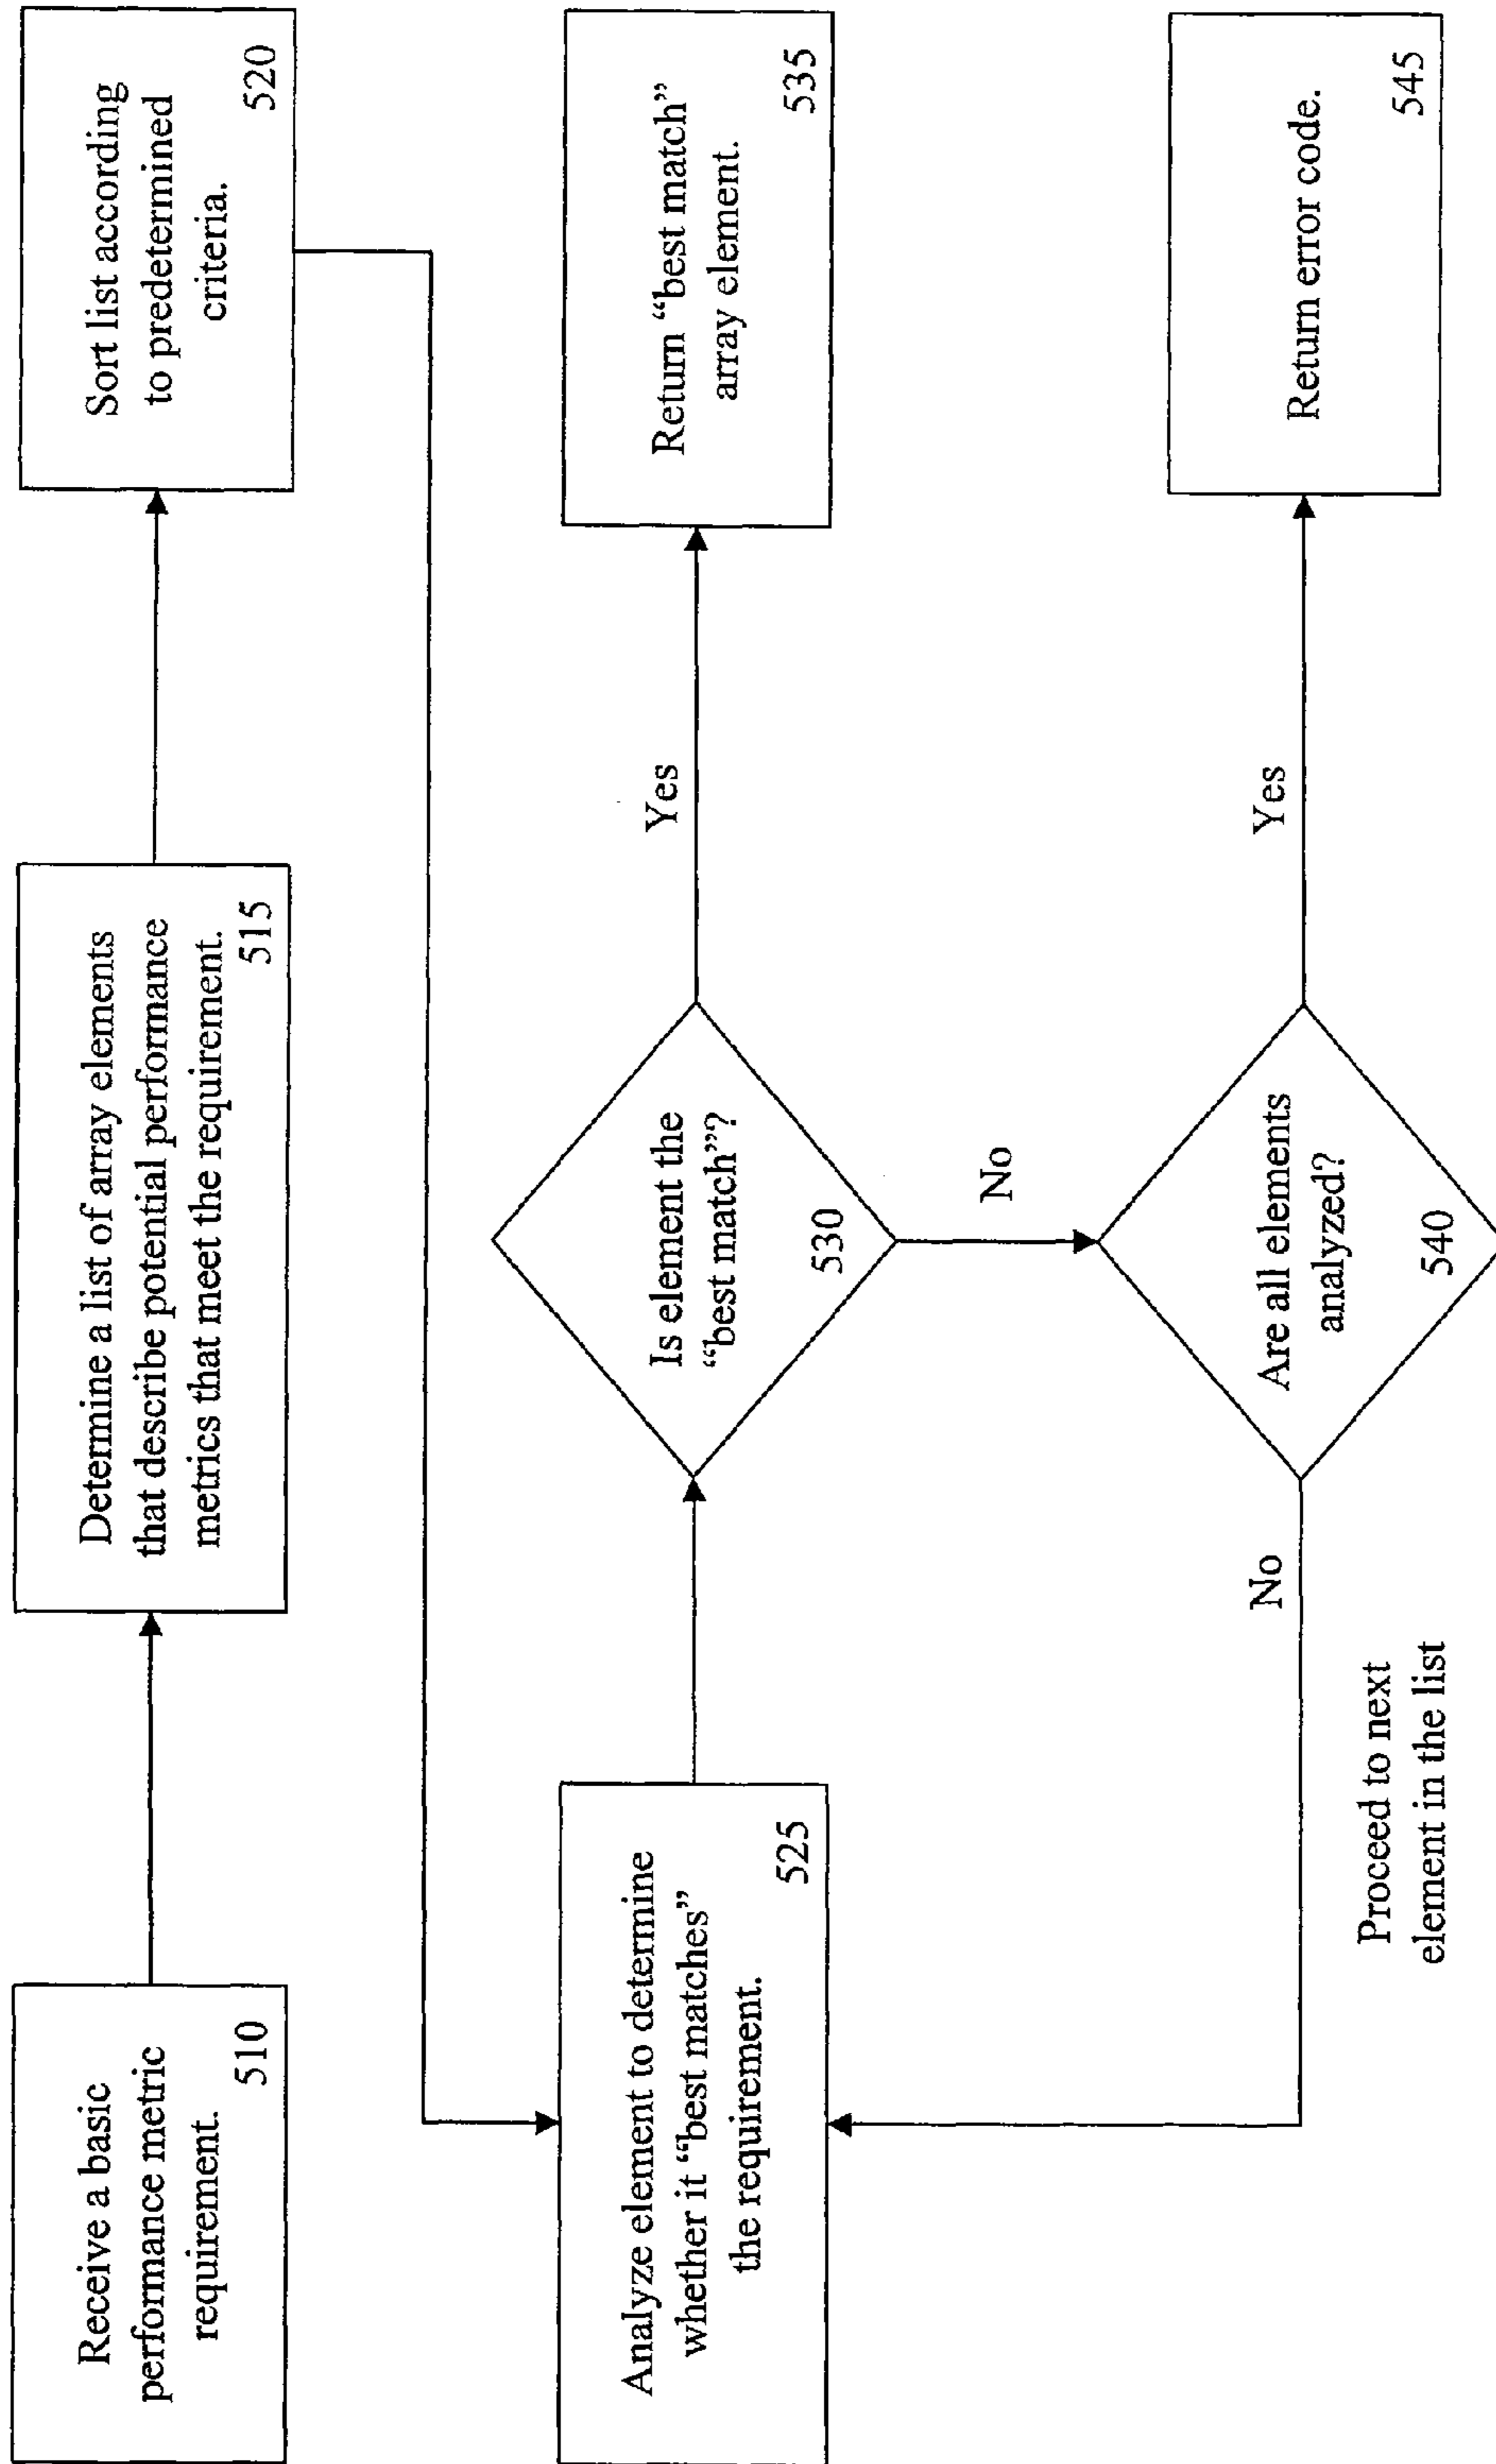 Receive a basic
performance metric
requirement.
510
Determine a list of array elements
that describe potential performance
metrics that meet the requirement.
515
Sort list according
to predetermined
criteria.
520
Analyze element to determine
whether it “best matches”
the requirement.
525
Is element the
“best match”?
530
Yes
Return “best match”
array element.
535
No
Are all elements
analyzed?
540
Yes
Return error code.
545
No
Proceed to next
element in the list